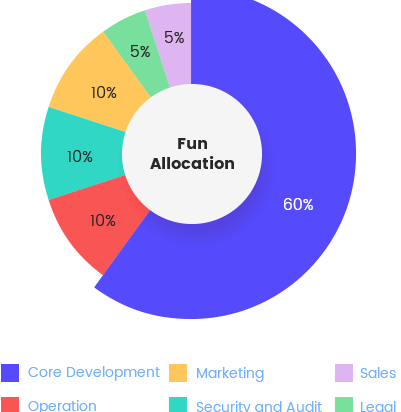 5%
5%
10%
10%
10%
60%
Fun
Allocation
Core Development
Marketing
Sales
Operation
Security and Audit
Legal